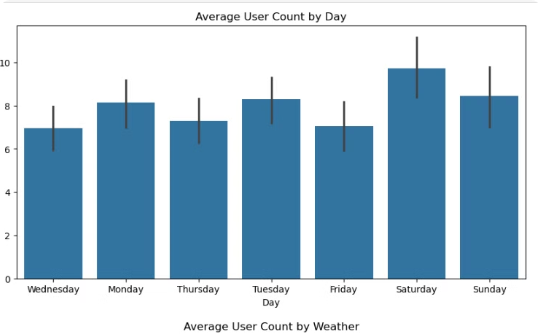 Average User Count by Day
10
8
6
4
2
0
Wednesday Monday Thursday Tuesday Friday Saturday Sunday
Day
Average User Count by Weather